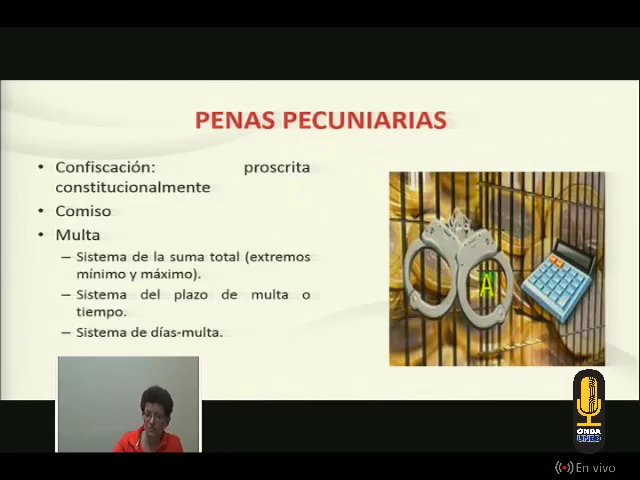 PENAS PECUNIARIAS
• Confiscación: proscrita
constitucionalmente
• Comiso
• Multa
– Sistema de la suma total (extremos
mínimo y máximo).
– Sistema del plazo de multa o
tiempo.
– Sistema de días-multa.
A
ONDA
UNED
En vivo